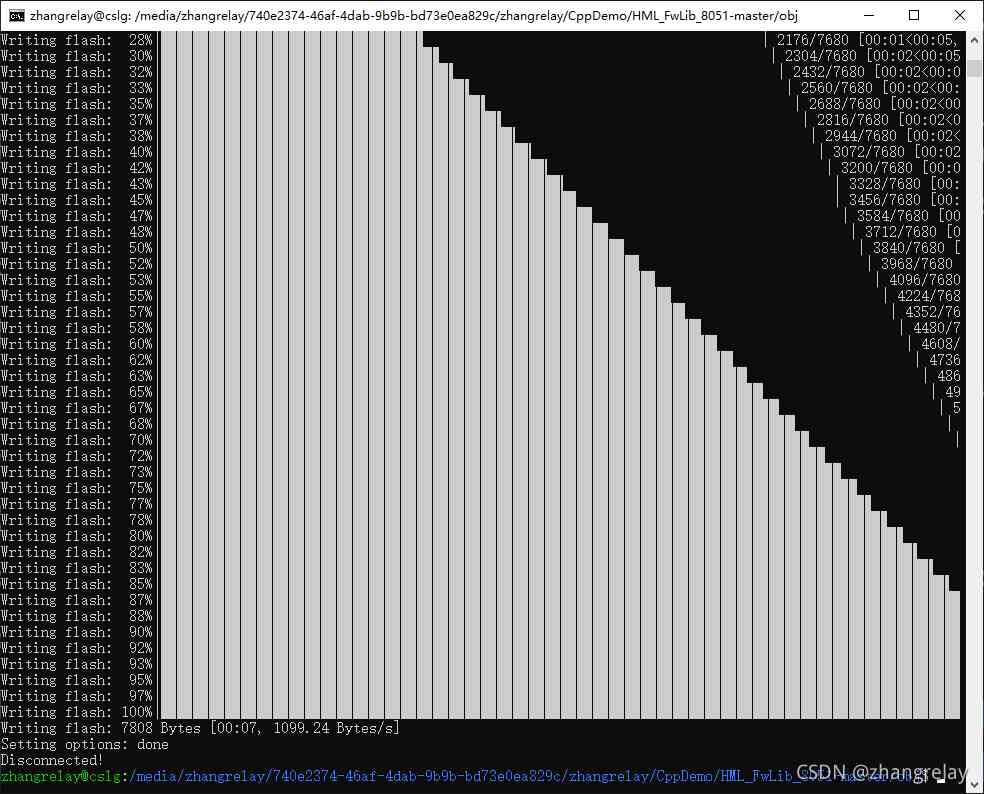 zhangrelay@cslg: /media/zhangrelay/740e2374-46af-4dab-9b9b-bd73e0ea829c/zhangrelay/CppDemo/HML_FwLib_8051-master/obj
Writing flash: 28% | 2176/7680 [00:01<00:05,
Writing flash: 30% | 2304/7680 [00:02<00:05
Writing flash: 32% | 2432/7680 [00:02<00:0
Writing flash: 33% | 2560/7680 [00:02<00:
Writing flash: 35% | 2688/7680 [00:02<00
Writing flash: 37% | 2816/7680 [00:02<0
Writing flash: 38% | 2944/7680 [00:02<
Writing flash: 40% | 3072/7680 [00:02
Writing flash: 42% | 3200/7680 [00:0
Writing flash: 43% | 3328/7680 [00:
Writing flash: 45% | 3456/7680 [00:
Writing flash: 47% | 3584/7680 [00
Writing flash: 48% | 3712/7680 [0
Writing flash: 50% | 3840/7680 [
Writing flash: 52% | 3968/7680
Writing flash: 53% | 4096/7680
Writing flash: 55% | 4224/768
Writing flash: 57% | 4352/76
Writing flash: 58% | 4480/7
Writing flash: 60% | 4608/
Writing flash: 62% | 4736
Writing flash: 63% | 486
Writing flash: 65% | 49
Writing flash: 67% | 5
Writing flash: 68% |
Writing flash: 70% |
Writing flash: 72%
Writing flash: 73%
Writing flash: 75%
Writing flash: 77%
Writing flash: 78%
Writing flash: 80%
Writing flash: 82%
Writing flash: 83%
Writing flash: 85%
Writing flash: 87%
Writing flash: 88%
Writing flash: 90%
Writing flash: 92%
Writing flash: 93%
Writing flash: 95%
Writing flash: 97%
Writing flash: 100%
Writing flash: 7808 Bytes [00:07, 1099.24 Bytes/s]
Setting options: done
Disconnected!
zhangrelay@cslg:/media/zhangrelay/740e2374-46af-4dab-9b9b-bd73e0ea829c/zhangrelay/CppDemo/HML_FwLib_8051-master/obj$
CSDN @zhangrelay